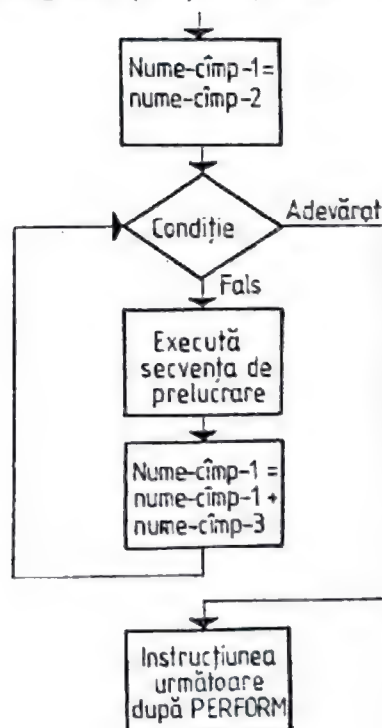 Nume-cîmp-1=
nume-cîmp-2
Condiție
Adevărat
Fals
Execută
secvența de
prelucrare
Nume-cîmp-1 =
nume-cîmp-1 +
nume-cîmp-3
Instrucțiunea
următoare
după PERFORM